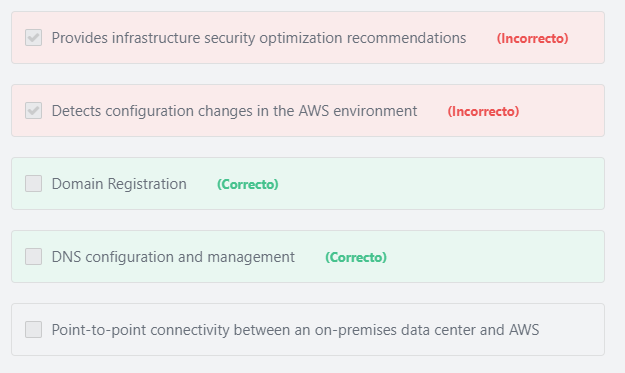 Provides infrastructure security optimization recommendations (Incorrecto)
Detects configuration changes in the AWS environment (Incorrecto)
Domain Registration (Correcto)
DNS configuration and management (Correcto)
Point-to-point connectivity between an on-premises data center and AWS